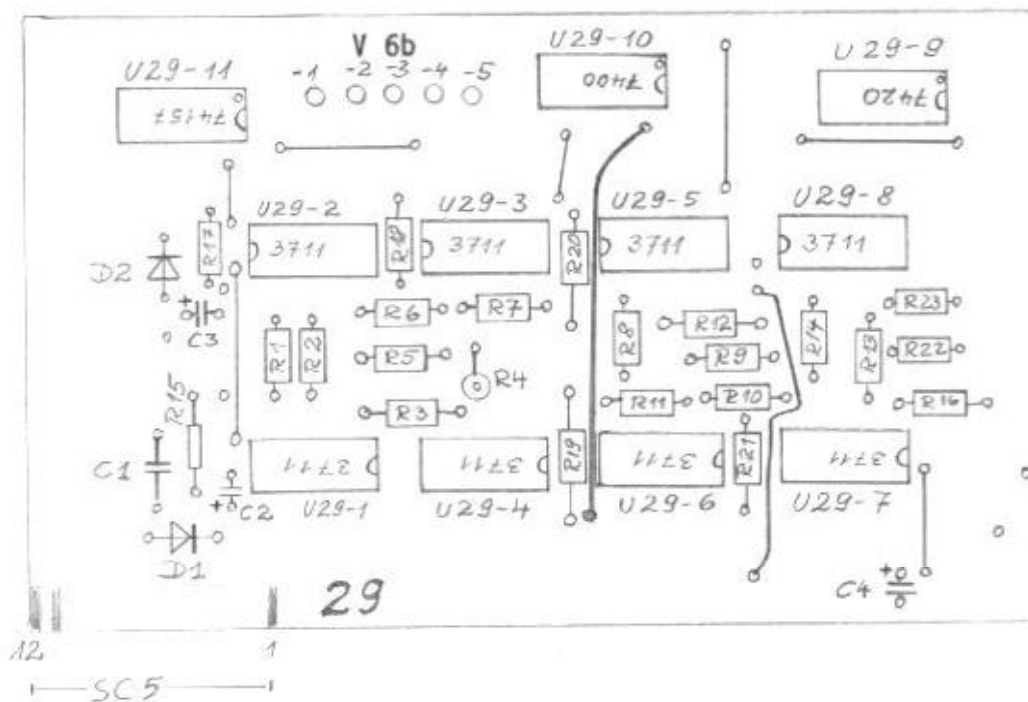 V 6b
U29-10
U29-9
U29-11
-1 -2 -3 -4 -5
7400
7420
74157
U29-2
U29-3
U29-5
U29-8
R17
3711
R18
3711
R20
3711
3711
D2
C3
R6
R7
R8
R12
R14
R23
R1
R2
R5
R4
R9
R13
R22
R15
R3
R11
R10
R16
C1
3711
3711
R19
3711
R21
3711
C2
U29-1
U29-4
U29-6
U29-7
D1
29
C4
12
1
SC5